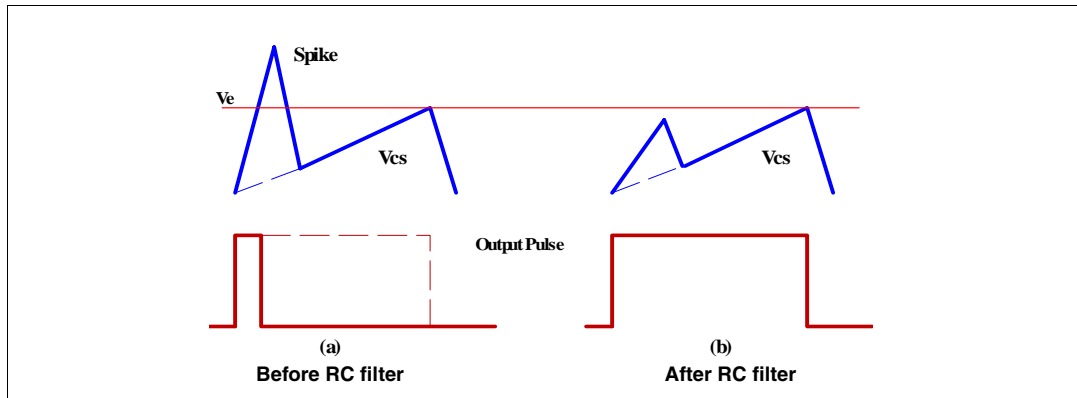 Spike
Ve
Vcs
Vcs
Output Pulse
(a)
(b)
Before RC filter
After RC filter